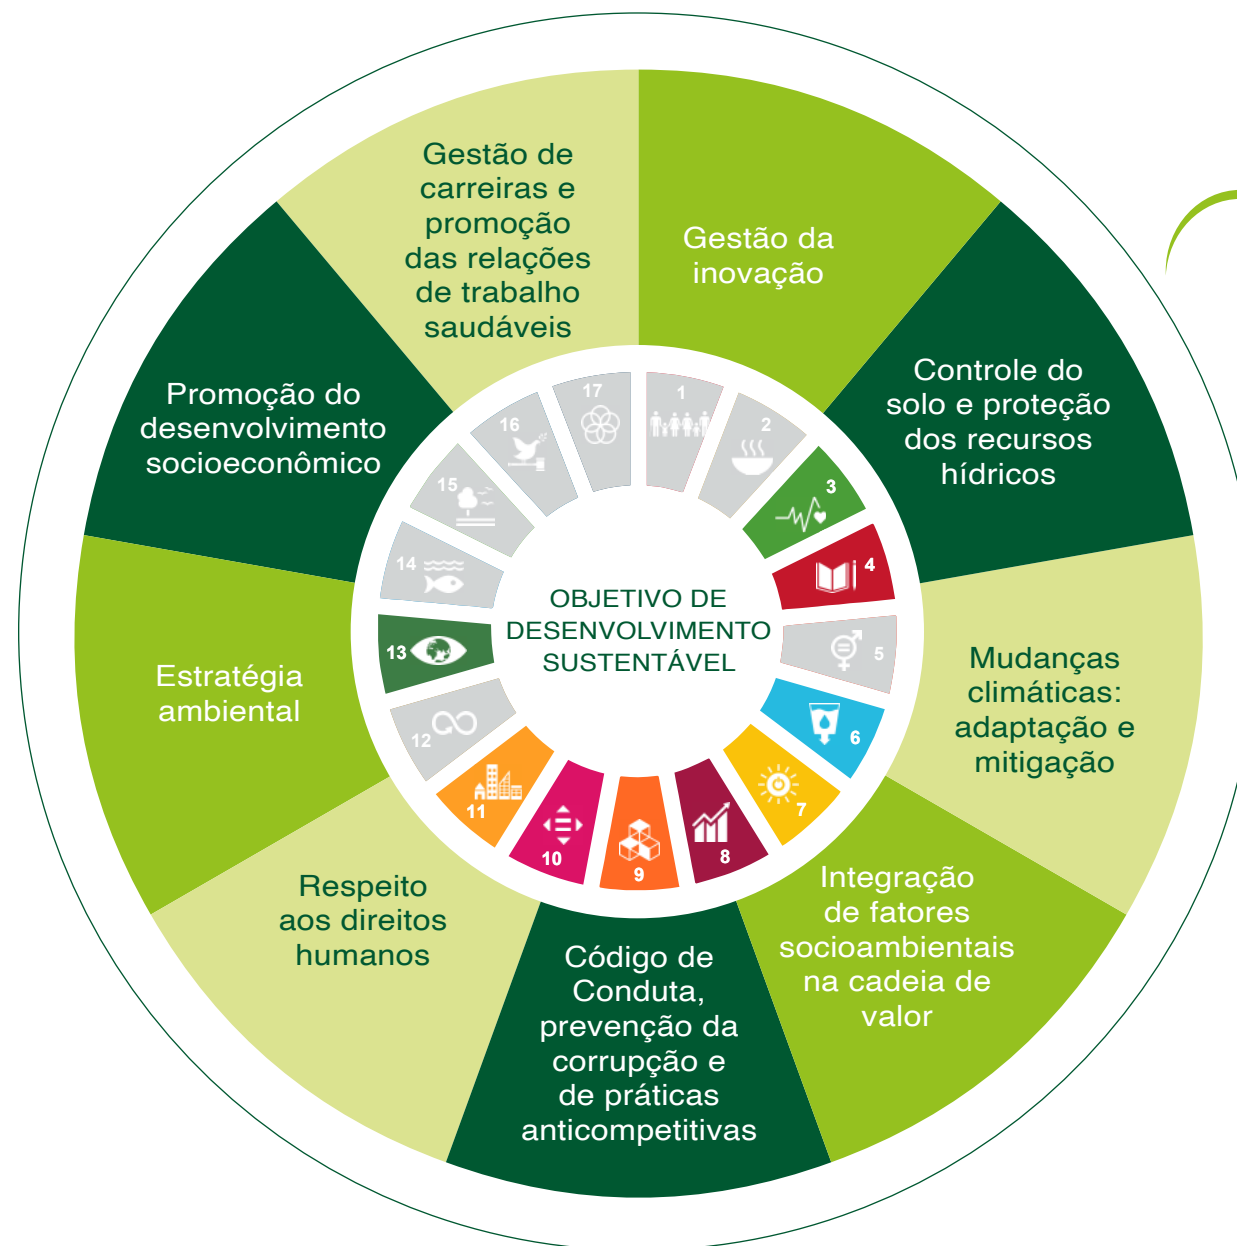 Gestão de
carreiras e
promoção
das relações
de trabalho
saudáveis
Gestão da
inovação
Controle do
solo e proteção
dos recursos
hídricos
Mudanças
climáticas:
adaptação e
mitigação
Integração
de fatores
socioambientais
na cadeia de
valor
Código de
Conduta,
prevenção da
corrupção e
de práticas
anticompetitivas
Respeito
aos direitos
humanos
Estratégia
ambiental
Promoção do
desenvolvimento
socioeconômico
1
2
3
4
5
6
7
8
9
10
11
12
13
14
15
16
17
OBJETIVO DE
DESENVOLVIMENTO
SUSTENTÁVEL